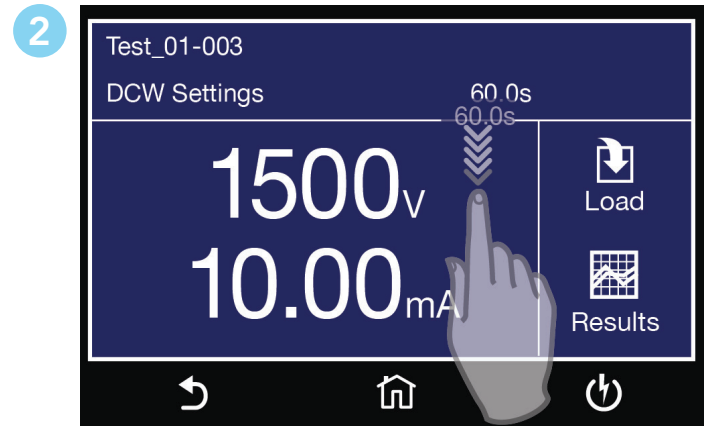 2
Test_01-003
DCW Settings 60.0s
60.0s
1500V
Load
10.00mA
Results